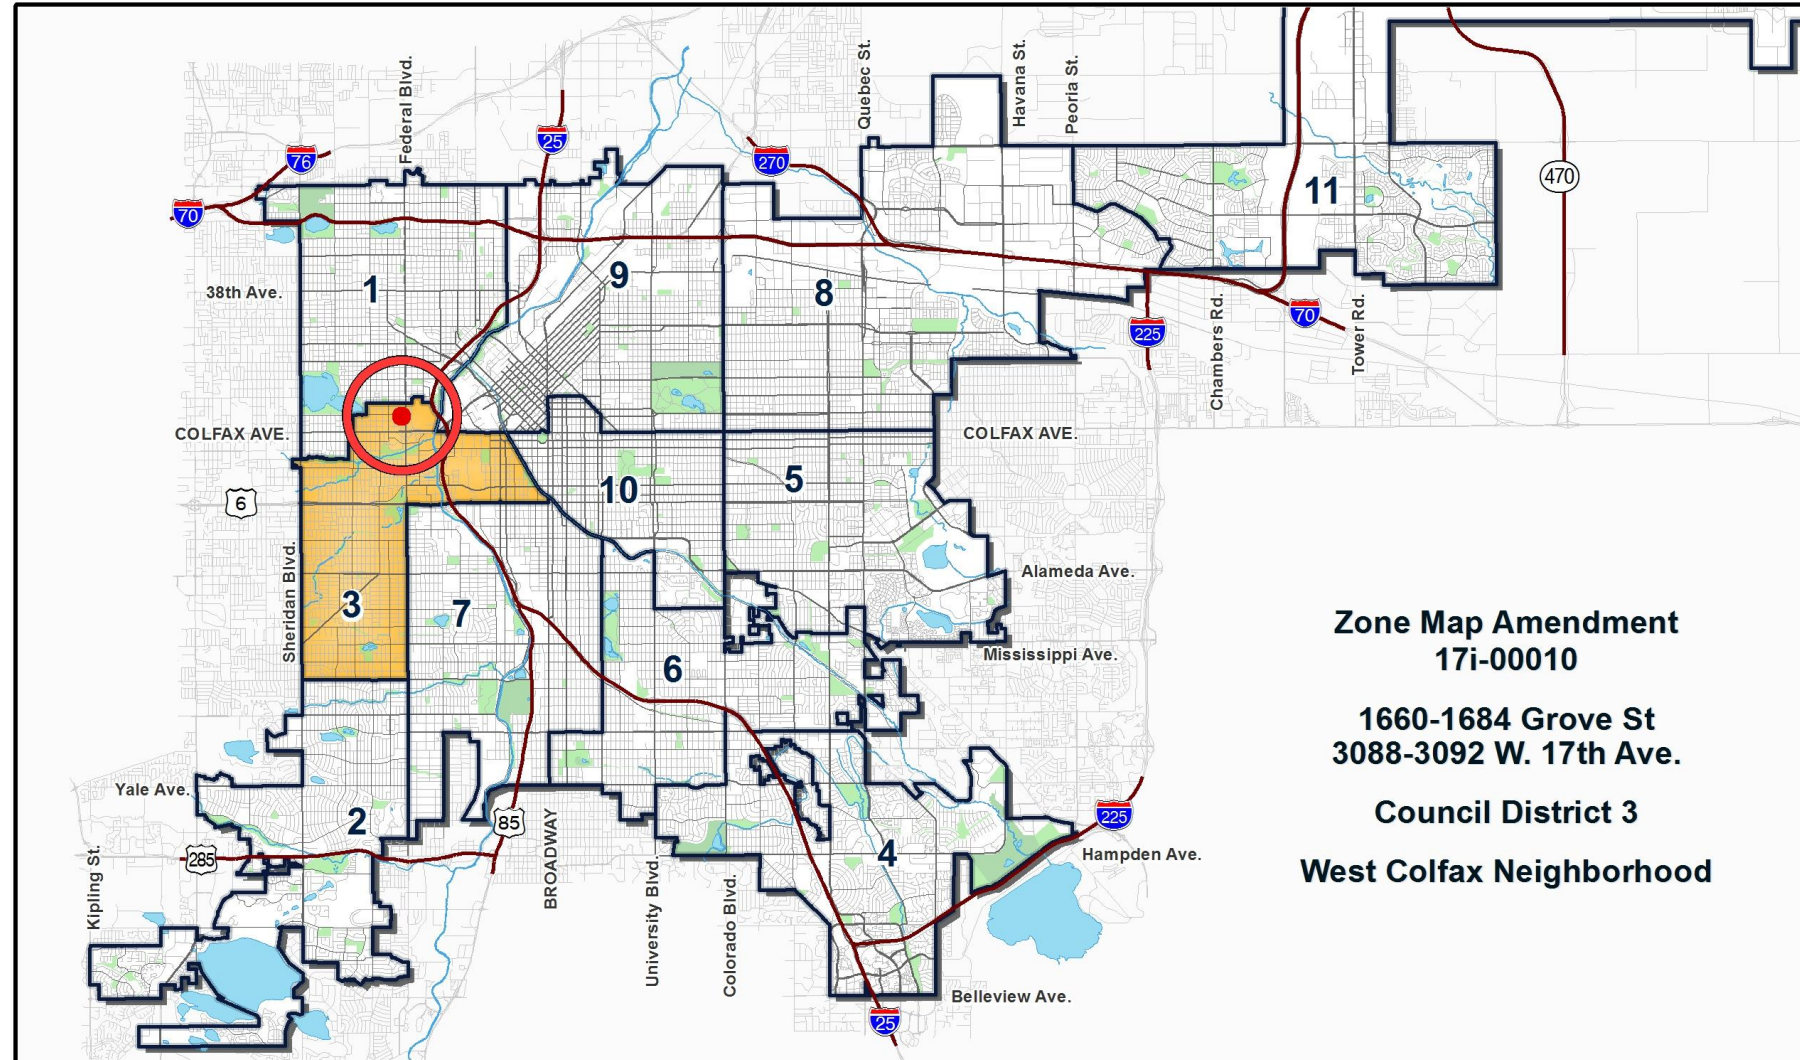 Federal Blvd.
Quebec St.
Havana St.
Peoria St.
25
76
270
70
470
11
9
1
8
38th Ave.
225
70
Chambers Rd.
Tower Rd.
COLFAX AVE.
COLFAX AVE.
6
10
5
Sheridan Blvd.
Alameda Ave.
3
7
Mississippi Ave.
6
Yale Ave.
2
85
BROADWAY
225
285
4
Hampden Ave.
Kipling St.
University Blvd.
Colorado Blvd.
Belleview Ave.
25
Zone Map Amendment
17i-00010
1660-1684 Grove St
3088-3092 W. 17th Ave.
Council District 3
West Colfax Neighborhood